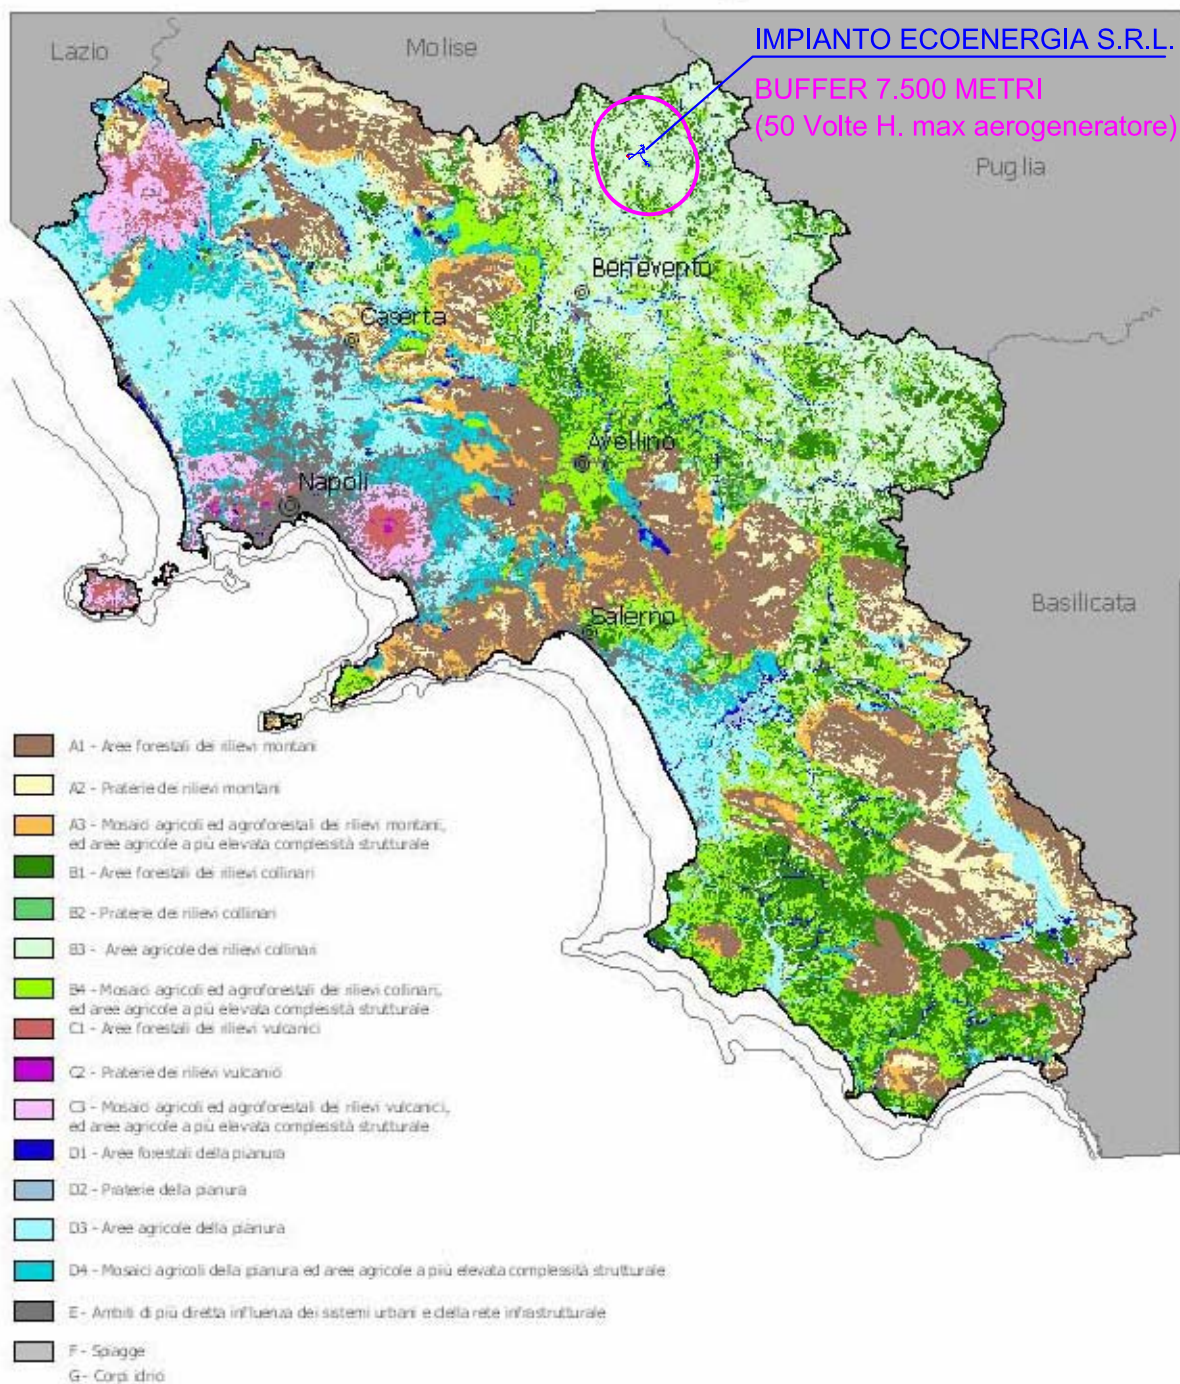 IMPIANTO ECOENERGIA S.R.L.
Lazio
Molise
BUFFER 7.500 METRI
(50 Volte H. max aerogeneratore)
Puglia
Benevento
Caserta
Avellino
Napoli
Basilicata
Salerno
A1 - Aree forestali dei rilievi montani
A2 - Praterie dei rilievi montani
A3 - Mosaici agricoli ed agroforestali dei rilievi montani,
ed aree agricole a più elevata complessità strutturale
B1 - Aree forestali dei rilievi collinari
B2 - Praterie dei rilievi collinari
B3 - Aree agricole dei rilievi collinari
B4 - Mosaici agricoli ed agroforestali dei rilievi collinari,
ed aree agricole a più elevata complessità strutturale
C1 - Aree forestali dei rilievi vulcanici
C2 - Praterie dei rilievi vulcanici
C3 - Mosaici agricoli ed agroforestali dei rilievi vulcanici,
ed aree agricole a più elevata complessità strutturale
D1 - Aree forestali della pianura
D2 - Praterie della pianura
D3 - Aree agricole della pianura
D4 - Mosaici agricoli della pianura ed aree agricole a più elevata complessità strutturale
E - Ambiti di più diretta influenza dei sistemi urbani e della rete infrastrutturale
F - Spiagge
G - Corpi idrici